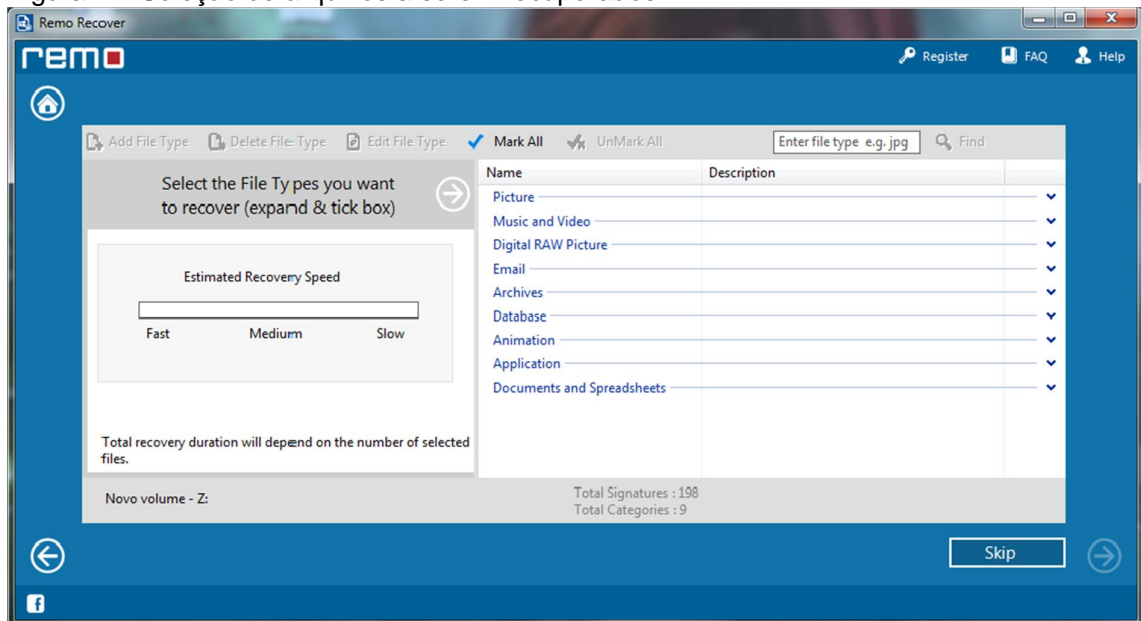 Remo Recover
remo
Register FAQ Help
Add File Type Delete File Type Edit File Type Mark All UnMark All Enter file type e.g. jpg Find
Select the File Types you want
to recover (expand & tick box)
Name Description
Picture
Music and Video
Digital RAW Picture
Email
Archives
Database
Animation
Application
Documents and Spreadsheets
Estimated Recovery Speed
Fast Medium Slow
Total recovery duration will depend on the number of selected
files.
Novo volume - Z:
Total Signatures : 198
Total Categories : 9
Skip
f